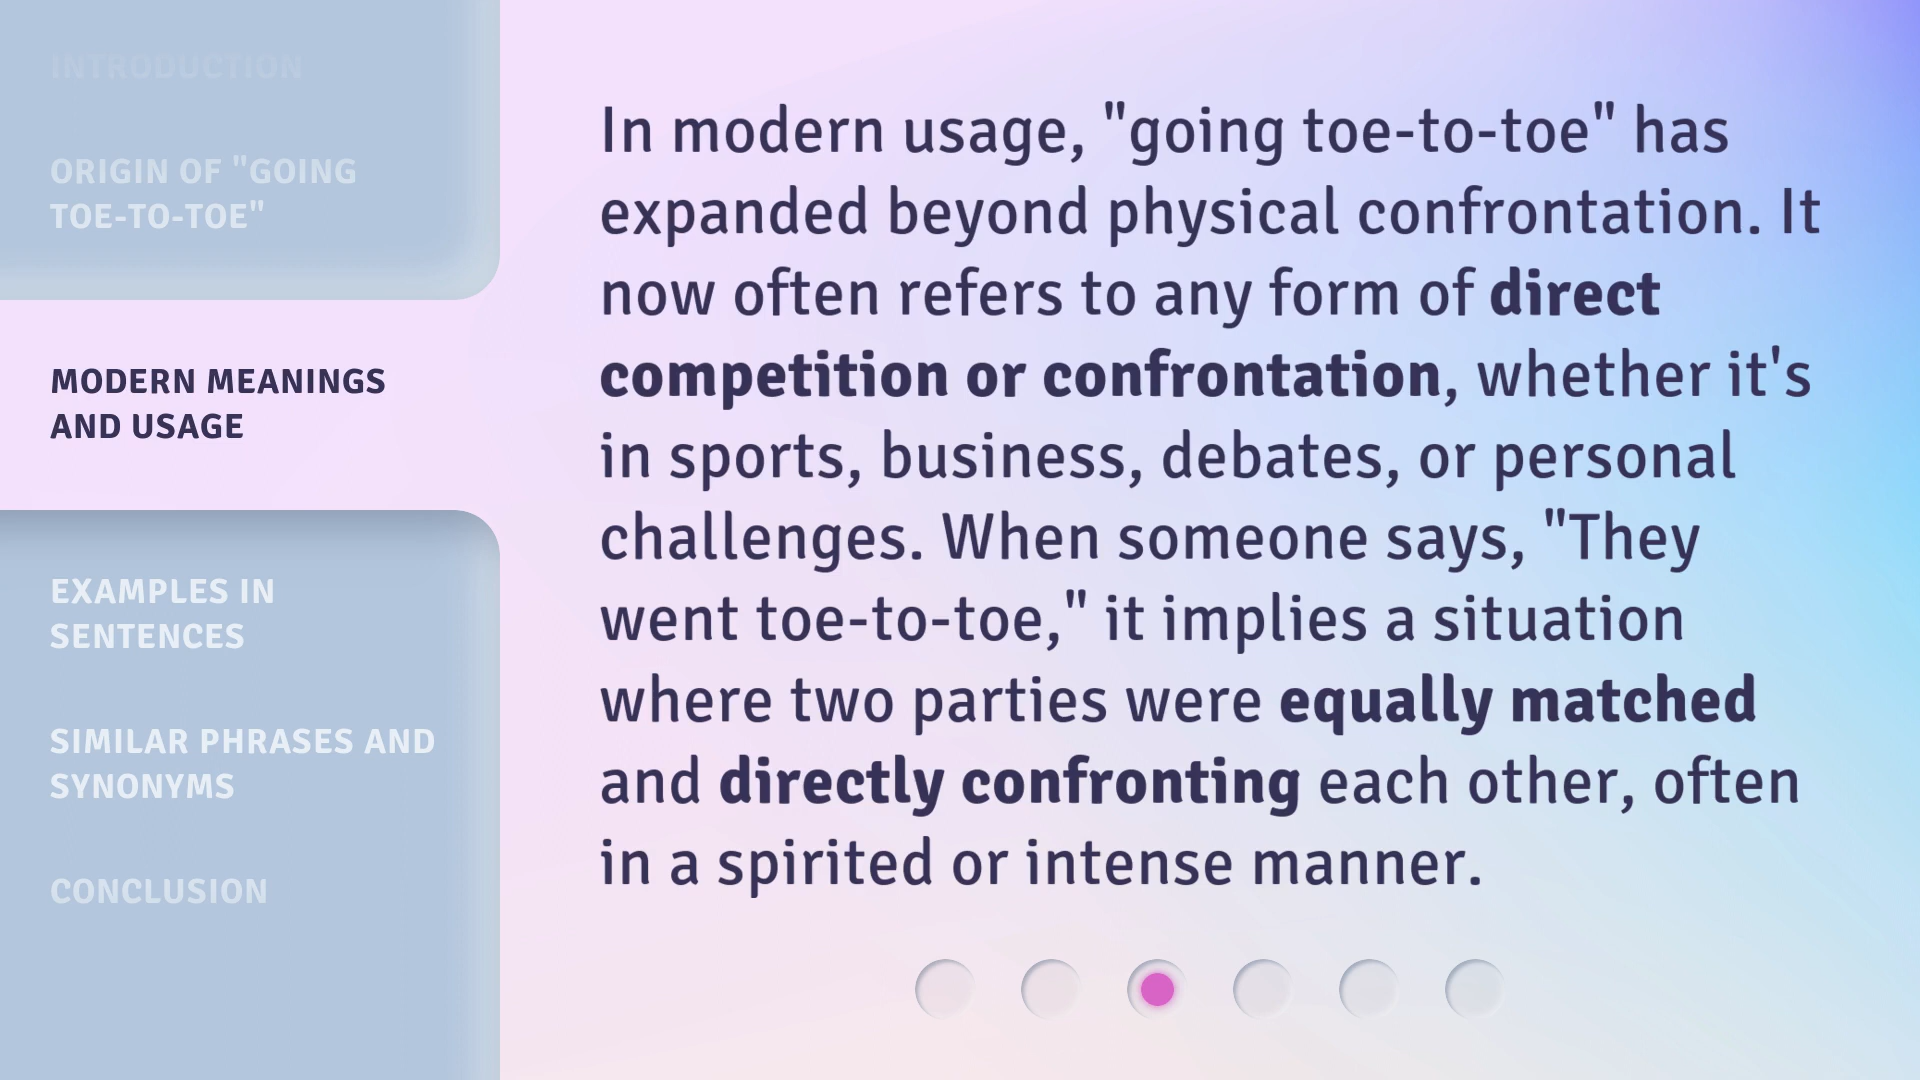 INTRODUCTION
ORIGIN OF "GOING
TOE-TO-TOE"
MODERN MEANINGS
AND USAGE
EXAMPLES IN
SENTENCES
SIMILAR PHRASES AND
SYNONYMS
CONCLUSION
In modern usage, "going toe-to-toe" has
expanded beyond physical confrontation. It
now often refers to any form of direct
competition or confrontation, whether it's
in sports, business, debates, or personal
challenges. When someone says, "They
went toe-to-toe," it implies a situation
where two parties were equally matched
and directly confronting each other, often
in a spirited or intense manner.